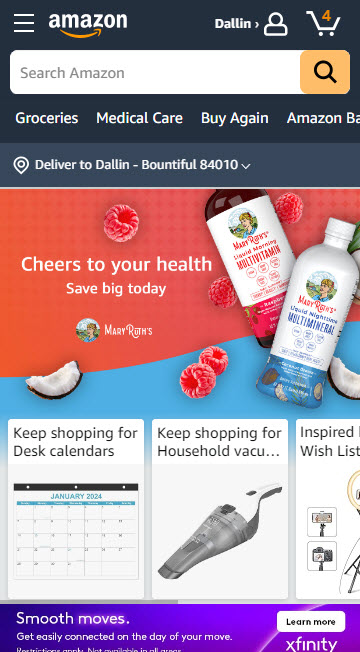 amazon
Dallin ›
4
Search Amazon
Groceries Medical Care Buy Again Amazon Ba
Deliver to Dallin - Bountiful 84010
Cheers to your health
Save big today
MaryRuth's
MaryRuth's
Liquid Morning
MULTIVITAMIN
MaryRuth's
Liquid Nighttime
MULTIMINERAL
Keep shopping for
Desk calendars
JANUARY 2024
Keep shopping for
Household vacu...
Inspired
Wish List
Smooth moves.
Get easily connected on the day of your move.
Restrictions apply. Not available in all areas.
Learn more
xfinity